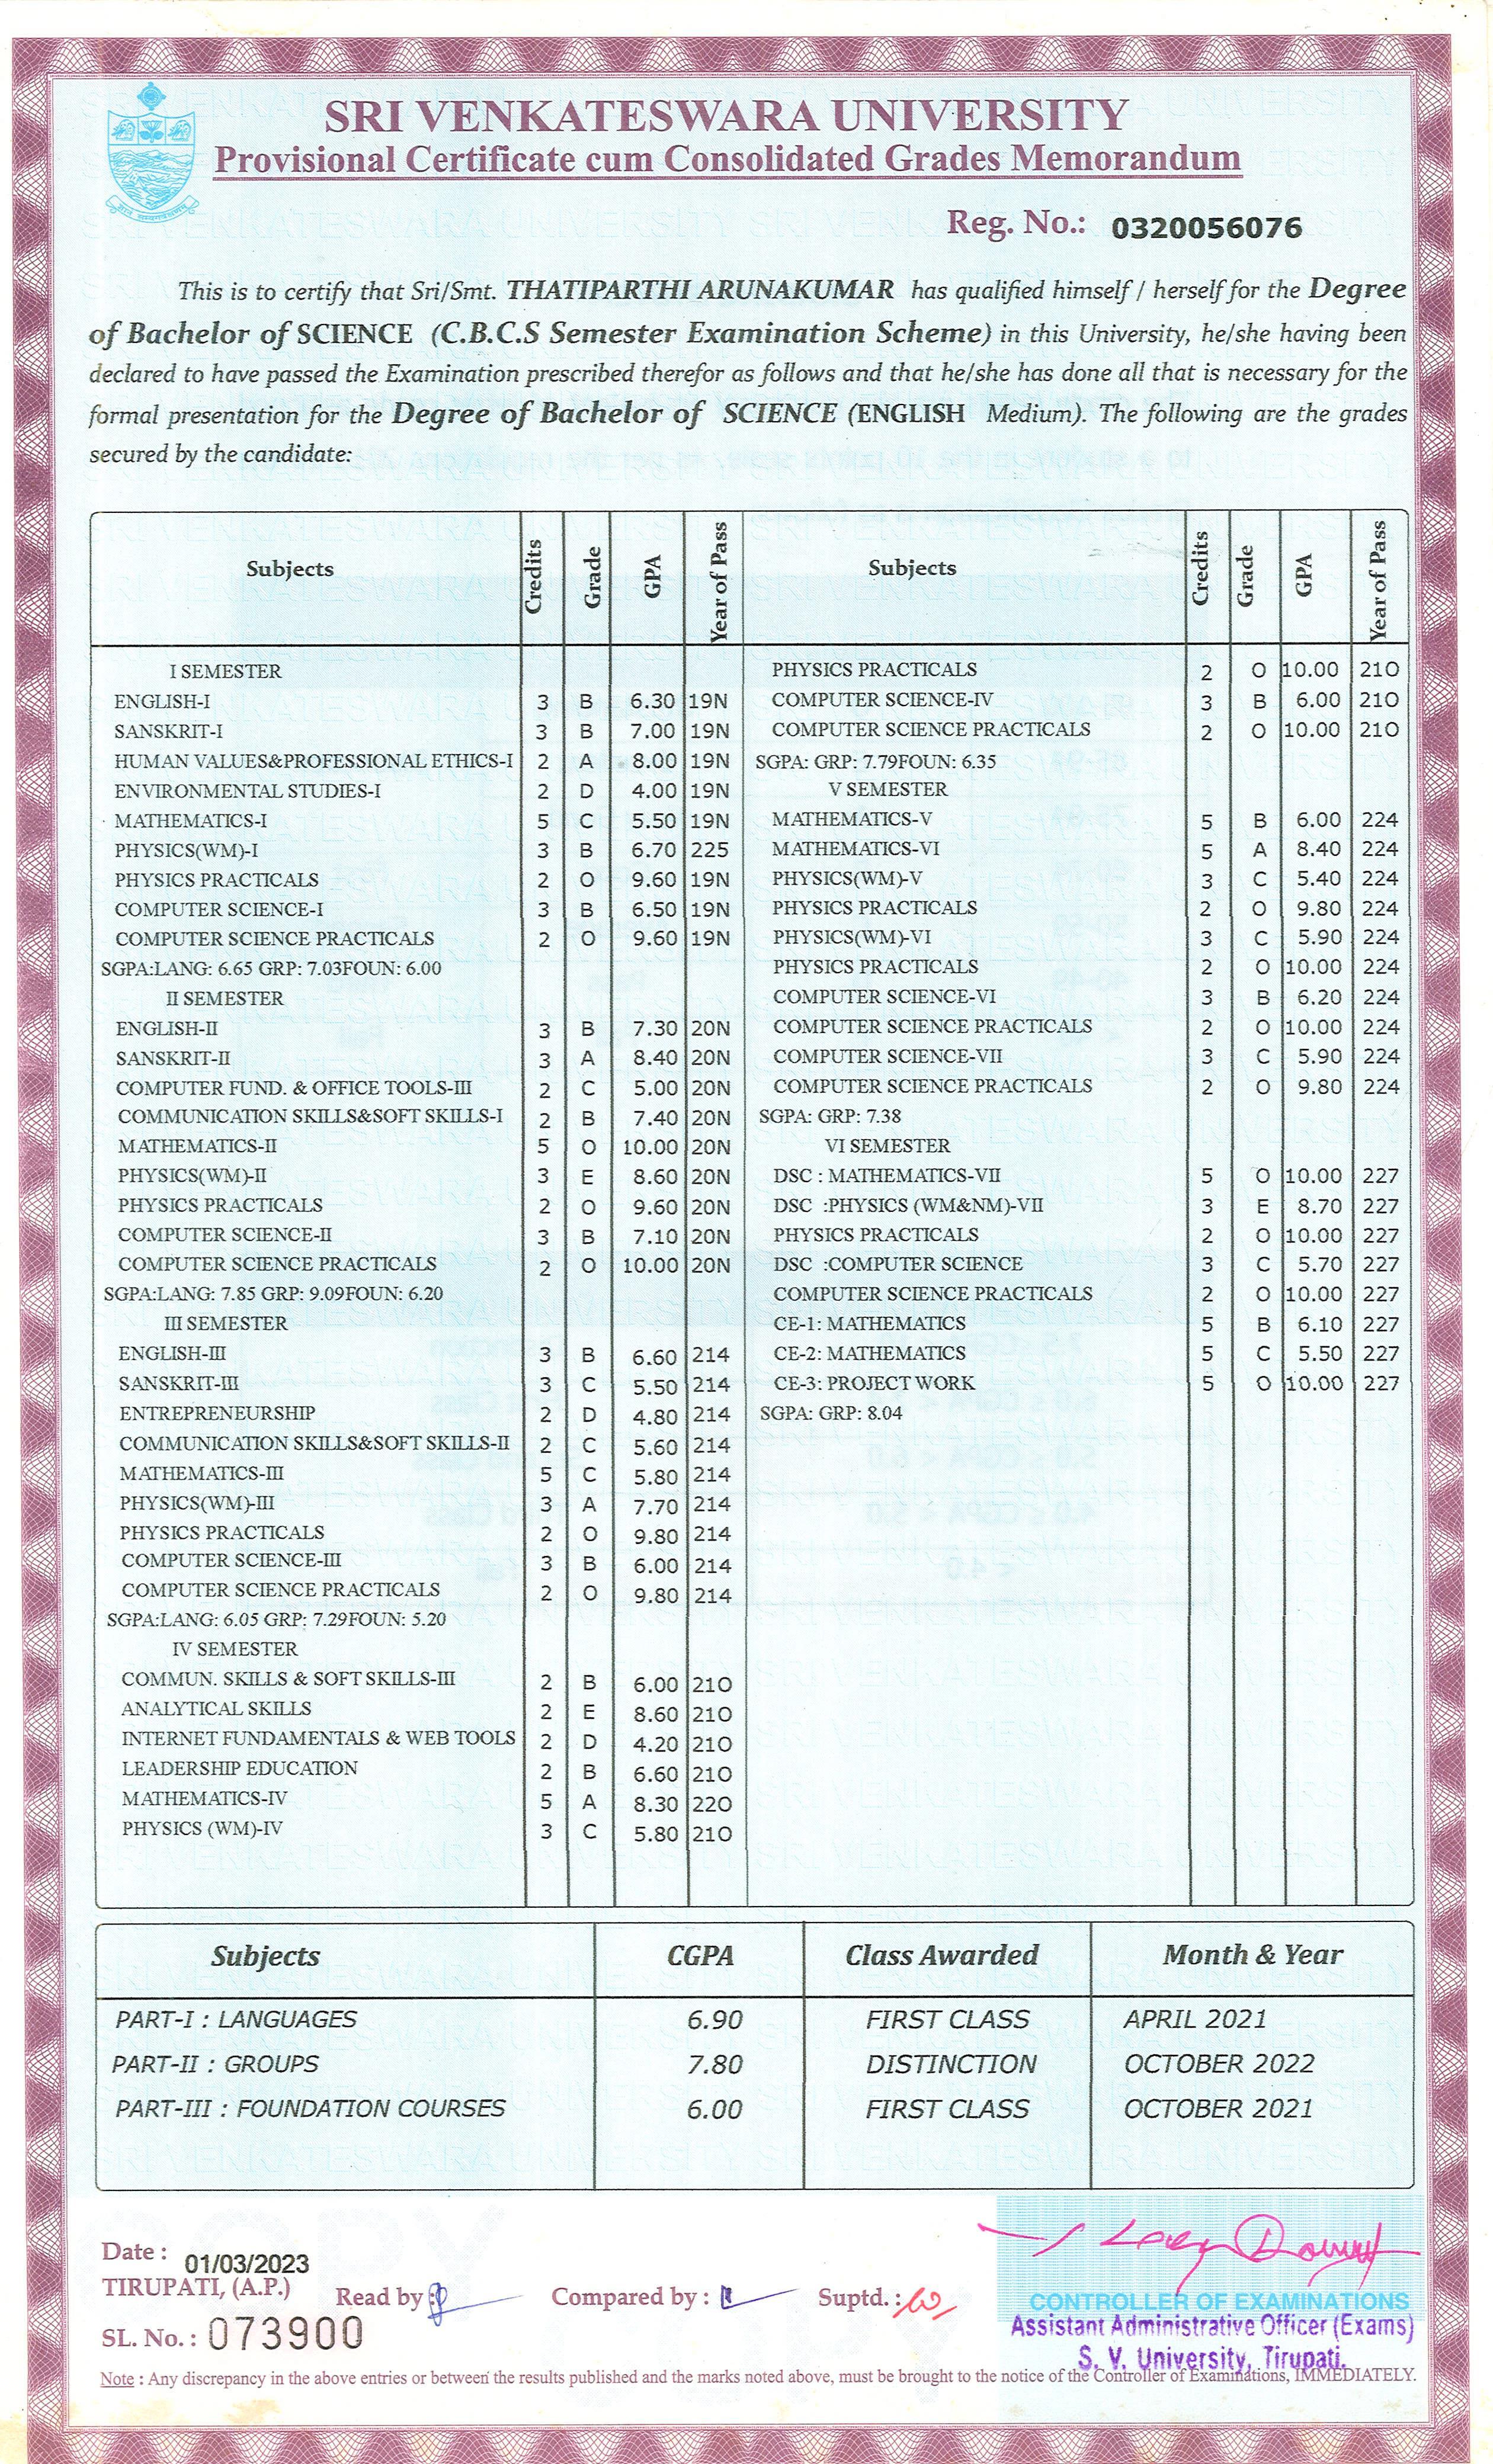 SRI VENKATESWARA UNIVERSITY
Provisional Certificate cum Consolidated Grades Memorandum
Reg. No.: 0320056076
This is to certify that Sri/Smt. THATIPARTHI ARUNAKUMAR has qualified himself / herself for the Degree
of Bachelor of SCIENCE (C.B.C.S Semester Examination Scheme) in this University, he/she having been
declared to have passed the Examination prescribed therefor as follows and that he/she has done all that is necessary for the
formal presentation for the Degree of Bachelor of SCIENCE (ENGLISH Medium). The following are the grades
secured by the candidate:
Subjects Credits Grade GPA Year of Pass
I SEMESTER
ENGLISH-I 3 B 6.30 19N
SANSKRIT-I 3 B 7.00 19N
HUMAN VALUES&PROFESSIONAL ETHICS-I 2 A 8.00 19N
ENVIRONMENTAL STUDIES-I 2 D 4.00 19N
MATHEMATICS-I 5 C 5.50 19N
PHYSICS(WM)-I 3 B 6.70 225
PHYSICS PRACTICALS 2 O 9.60 19N
COMPUTER SCIENCE-I 3 B 6.50 19N
COMPUTER SCIENCE PRACTICALS 2 O 9.60 19N
SGPA:LANG: 6.65 GRP: 7.03FOUN: 6.00
II SEMESTER
ENGLISH-II 3 B 7.30 20N
SANSKRIT-II 3 A 8.40 20N
COMPUTER FUND. & OFFICE TOOLS-III 2 C 5.00 20N
COMMUNICATION SKILLS&SOFT SKILLS-I 2 B 7.40 20N
MATHEMATICS-II 5 O 10.00 20N
PHYSICS(WM)-II 3 E 8.60 20N
PHYSICS PRACTICALS 2 O 9.60 20N
COMPUTER SCIENCE-II 3 B 7.10 20N
COMPUTER SCIENCE PRACTICALS 2 O 10.00 20N
SGPA:LANG: 7.85 GRP: 9.09FOUN: 6.20
III SEMESTER
ENGLISH-III 3 B 6.60 214
SANSKRIT-III 3 C 5.50 214
ENTREPRENEURSHIP 2 D 4.80 214
COMMUNICATION SKILLS&SOFT SKILLS-II 2 C 5.60 214
MATHEMATICS-III 5 C 5.80 214
PHYSICS(WM)-III 3 A 7.70 214
PHYSICS PRACTICALS 2 O 9.80 214
COMPUTER SCIENCE-III 3 B 6.00 214
COMPUTER SCIENCE PRACTICALS 2 O 9.80 214
SGPA:LANG: 6.05 GRP: 7.29FOUN: 5.20
IV SEMESTER
COMMUN. SKILLS & SOFT SKILLS-III 2 B 6.00 21O
ANALYTICAL SKILLS 2 E 8.60 21O
INTERNET FUNDAMENTALS & WEB TOOLS 2 D 4.20 21O
LEADERSHIP EDUCATION 2 B 6.60 21O
MATHEMATICS-IV 5 A 8.30 22O
PHYSICS (WM)-IV 3 C 5.80 21O
Subjects Credits Grade GPA Year of Pass
PHYSICS PRACTICALS 2 O 10.00 21O
COMPUTER SCIENCE-IV 3 B 6.00 21O
COMPUTER SCIENCE PRACTICALS 2 O 10.00 21O
SGPA: GRP: 7.79FOUN: 6.35
V SEMESTER
MATHEMATICS-V 5 B 6.00 224
MATHEMATICS-VI 5 A 8.40 224
PHYSICS(WM)-V 3 C 5.40 224
PHYSICS PRACTICALS 2 O 9.80 224
PHYSICS(WM)-VI 3 C 5.90 224
PHYSICS PRACTICALS 2 O 10.00 224
COMPUTER SCIENCE-VI 3 B 6.20 224
COMPUTER SCIENCE PRACTICALS 2 O 10.00 224
COMPUTER SCIENCE-VII 3 C 5.90 224
COMPUTER SCIENCE PRACTICALS 2 O 9.80 224
SGPA: GRP: 7.38
VI SEMESTER
DSC : MATHEMATICS-VII 5 O 10.00 227
DSC :PHYSICS (WM&NM)-VII 3 E 8.70 227
PHYSICS PRACTICALS 2 O 10.00 227
DSC :COMPUTER SCIENCE 3 C 5.70 227
COMPUTER SCIENCE PRACTICALS 2 O 10.00 227
CE-1: MATHEMATICS 5 B 6.10 227
CE-2: MATHEMATICS 5 C 5.50 227
CE-3: PROJECT WORK 5 O 10.00 227
SGPA: GRP: 8.04
Subjects CGPA Class Awarded Month & Year
PART-I : LANGUAGES 6.90 FIRST CLASS APRIL 2021
PART-II : GROUPS 7.80 DISTINCTION OCTOBER 2022
PART-III : FOUNDATION COURSES 6.00 FIRST CLASS OCTOBER 2021
Date : 01/03/2023
TIRUPATI, (A.P.) Read by : Compared by : Suptd. :
SL. No. : 073900
CONTROLLER OF EXAMINATIONS
Assistant Administrative Officer (Exams)
S. V. University, Tirupati.
Note : Any discrepancy in the above entries or between the results published and the marks noted above, must be brought to the notice of the Controller of Examinations, IMMEDIATELY.